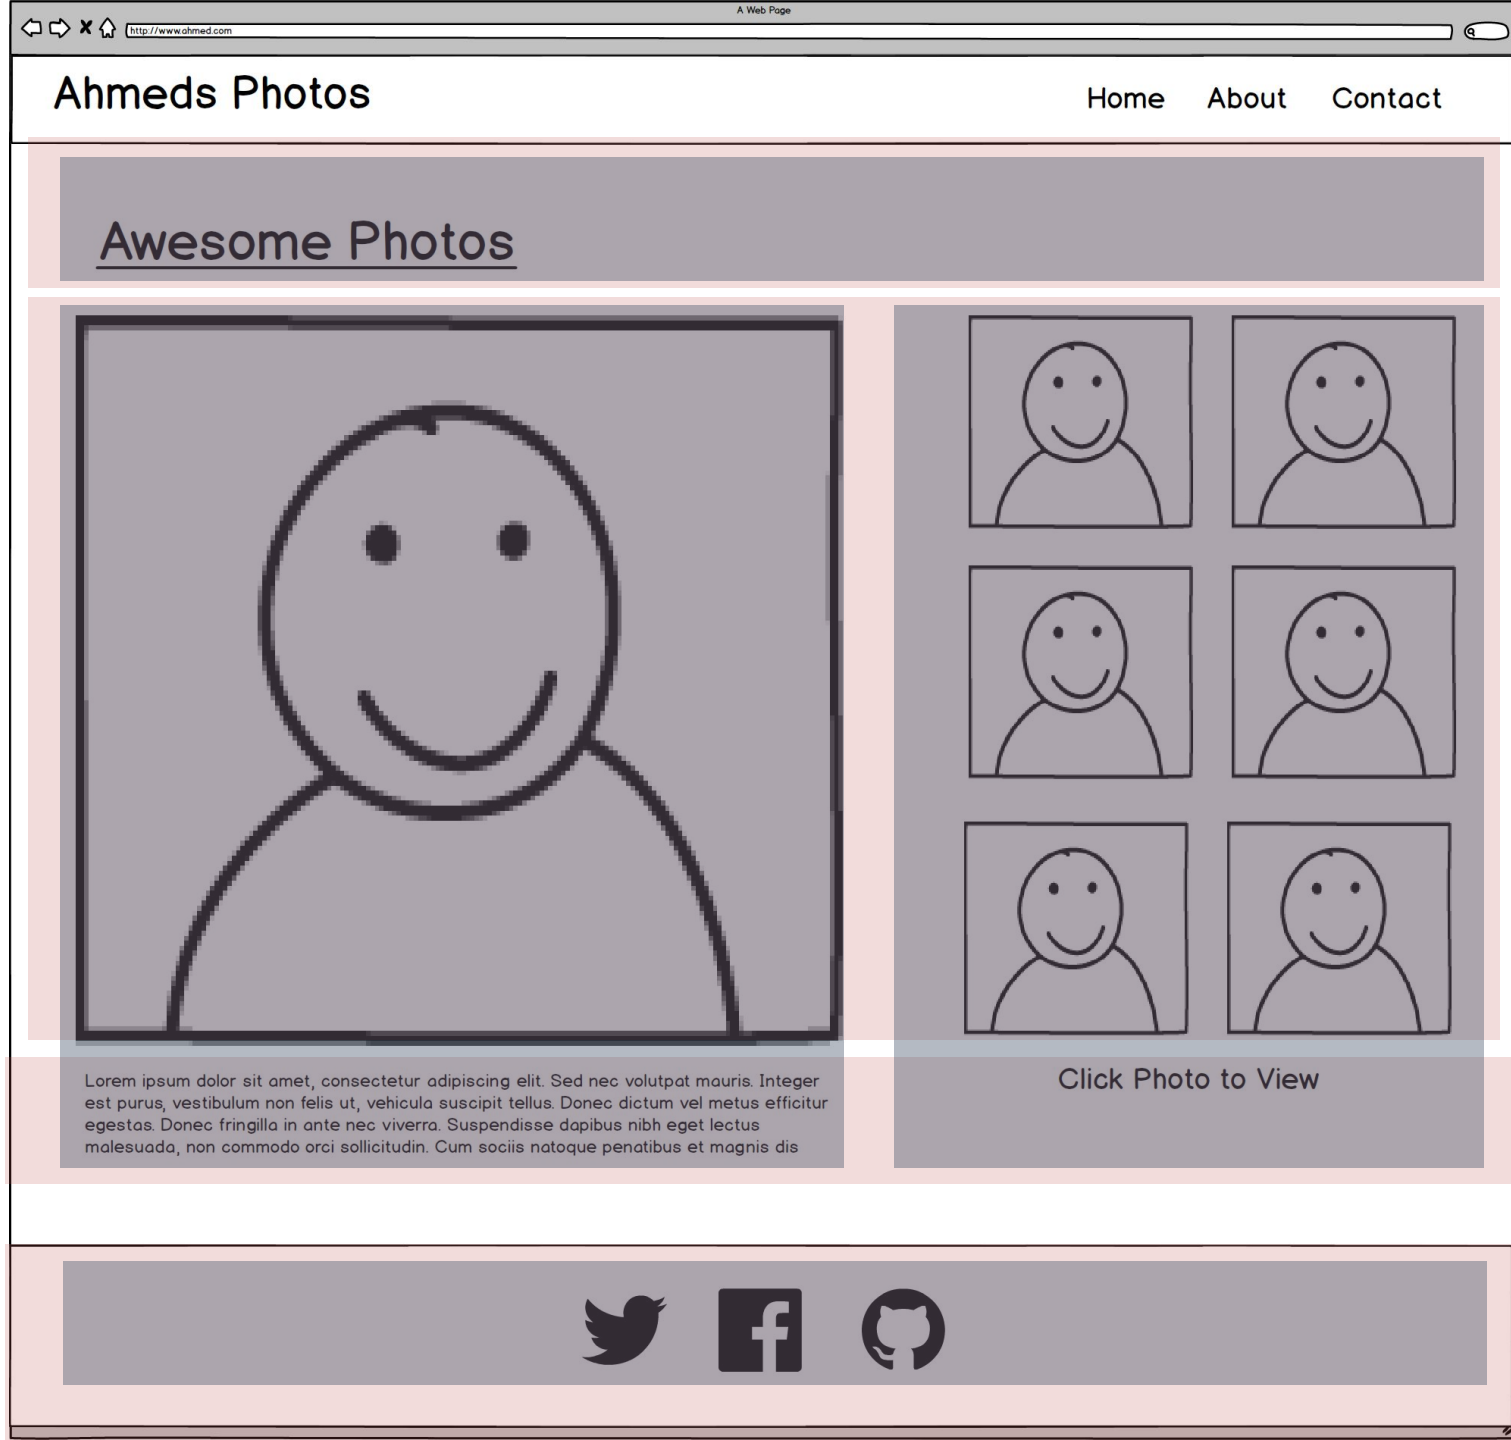 A Web Page
http://www.ahmed.com
Ahmeds Photos
Home About Contact
Awesome Photos
Lorem ipsum dolor sit amet, consectetur adipiscing elit. Sed nec volutpat mauris. Integer
est purus, vestibulum non felis ut, vehicula suscipit tellus. Donec dictum vel metus efficitur
egestas. Donec fringilla in ante nec viverra. Suspendisse dapibus nibh eget lectus
malesuada, non commodo orci sollicitudin. Cum sociis natoque penatibus et magnis dis
Click Photo to View